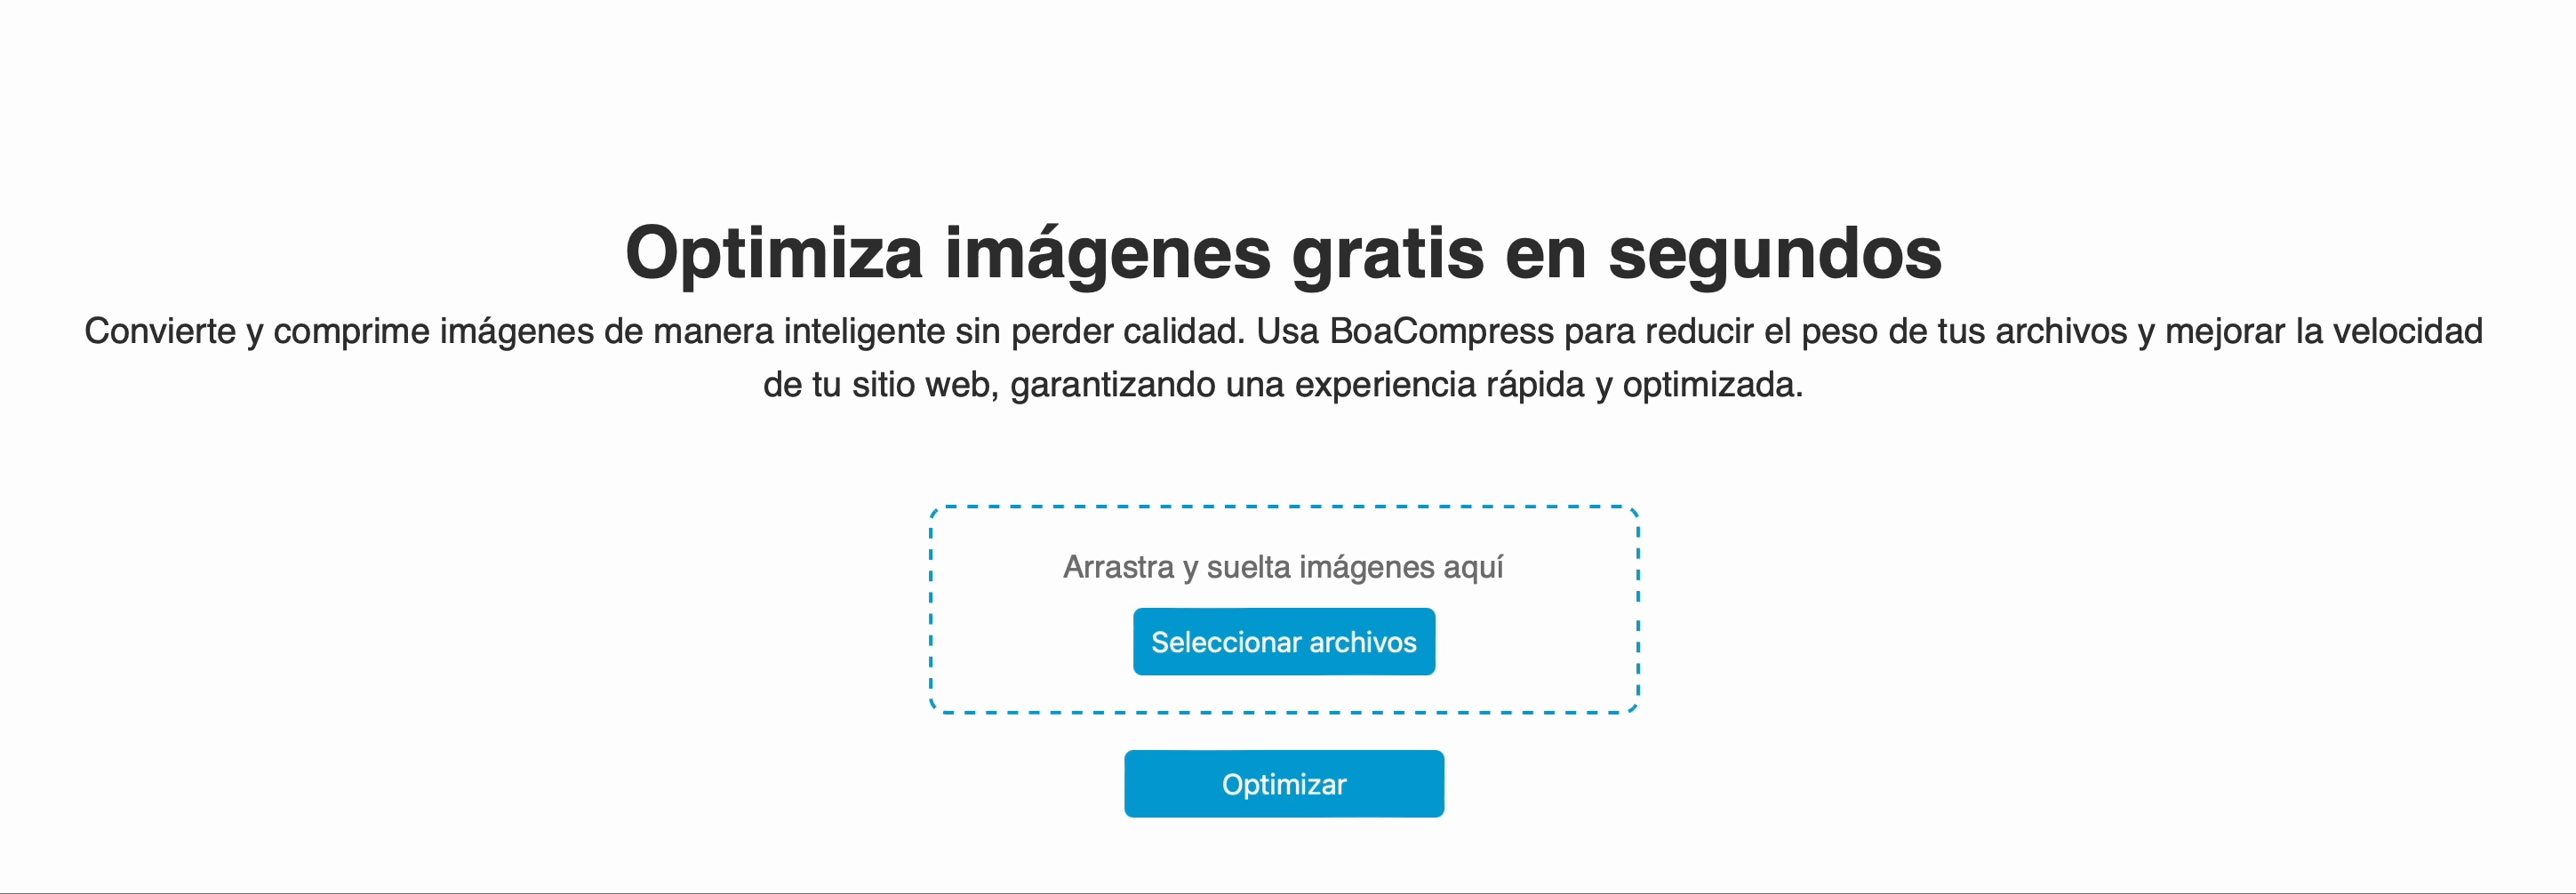 Optimiza imágenes gratis en segundos
Convierte y comprime imágenes de manera inteligente sin perder calidad. Usa BoaCompress para reducir el peso de tus archivos y mejorar la velocidad
de tu sitio web, garantizando una experiencia rápida y optimizada.
Arrastra y suelta imágenes aquí
Seleccionar archivos
Optimizar